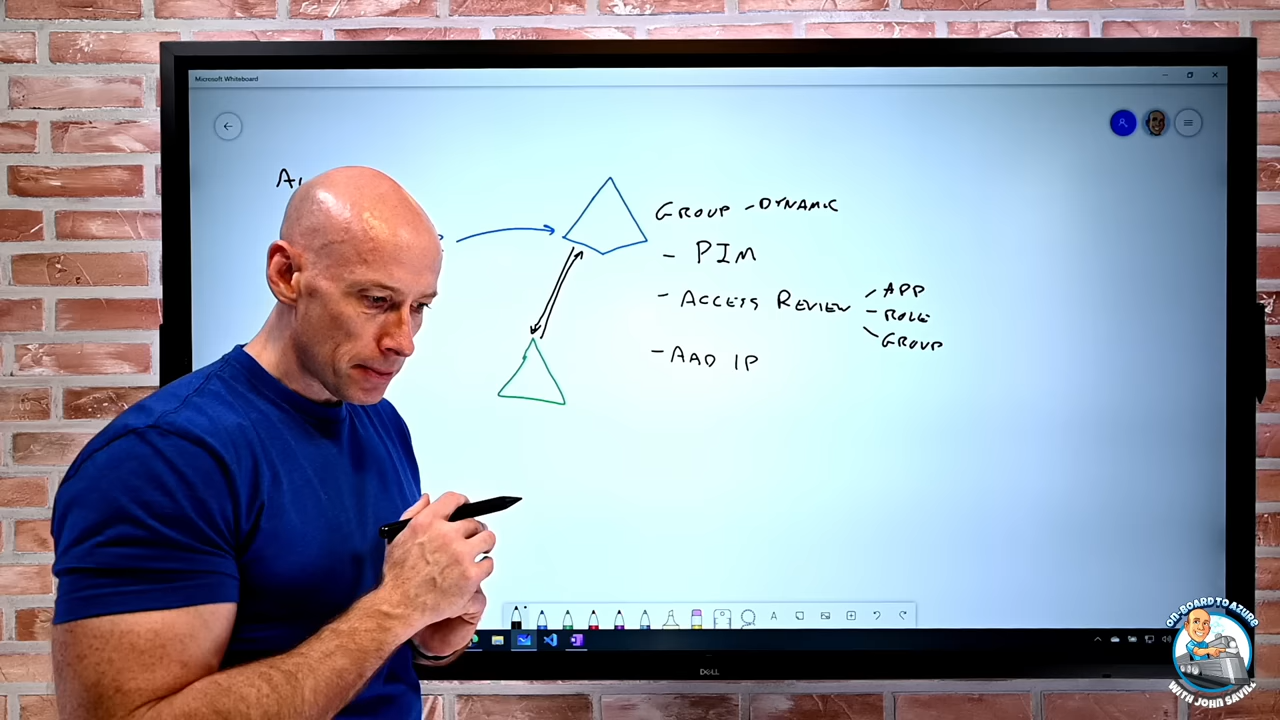 Microsoft Whiteboard
GROUP - DYNAMIC
- PIM
- ACCESS REVIEW
- APP
- ROLE
- GROUP
- AAD IP
A
DELL
ON-BOARD TO AZURE
WITH JOHN SAVILL